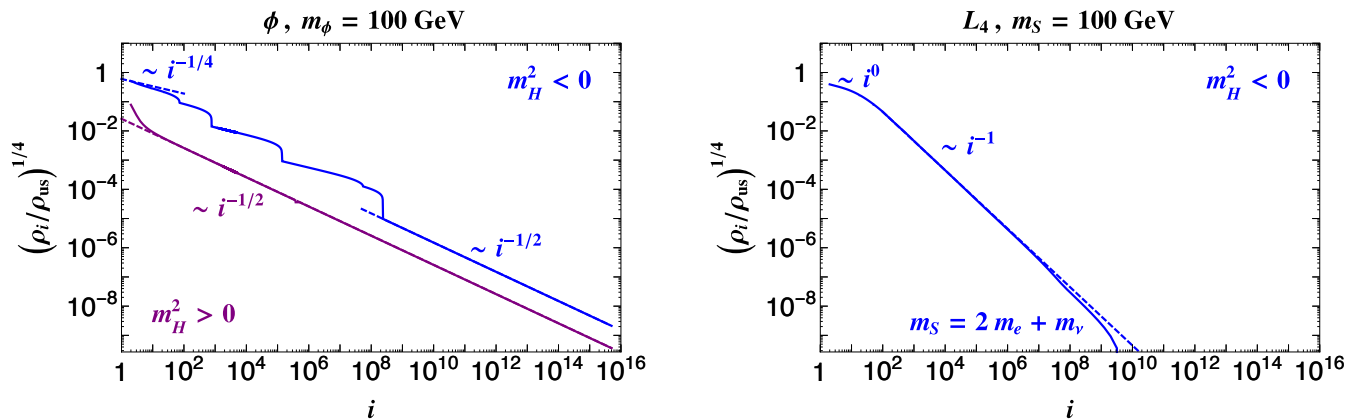 ϕ , m_ϕ = 100 GeV
(ρ_i/ρ_us)^{1/4}
1
10^{-2}
10^{-4}
10^{-6}
10^{-8}
∼ i^{-1/4}
m_H^2 < 0
∼ i^{-1/2}
∼ i^{-1/2}
m_H^2 > 0
1 10^2 10^4 10^6 10^8 10^{10} 10^{12} 10^{14} 10^{16}
i
L_4 , m_S = 100 GeV
(ρ_i/ρ_us)^{1/4}
1
10^{-2}
10^{-4}
10^{-6}
10^{-8}
∼ i^0
m_H^2 < 0
∼ i^{-1}
m_S = 2 m_e + m_ν
1 10^2 10^4 10^6 10^8 10^{10} 10^{12} 10^{14} 10^{16}
i